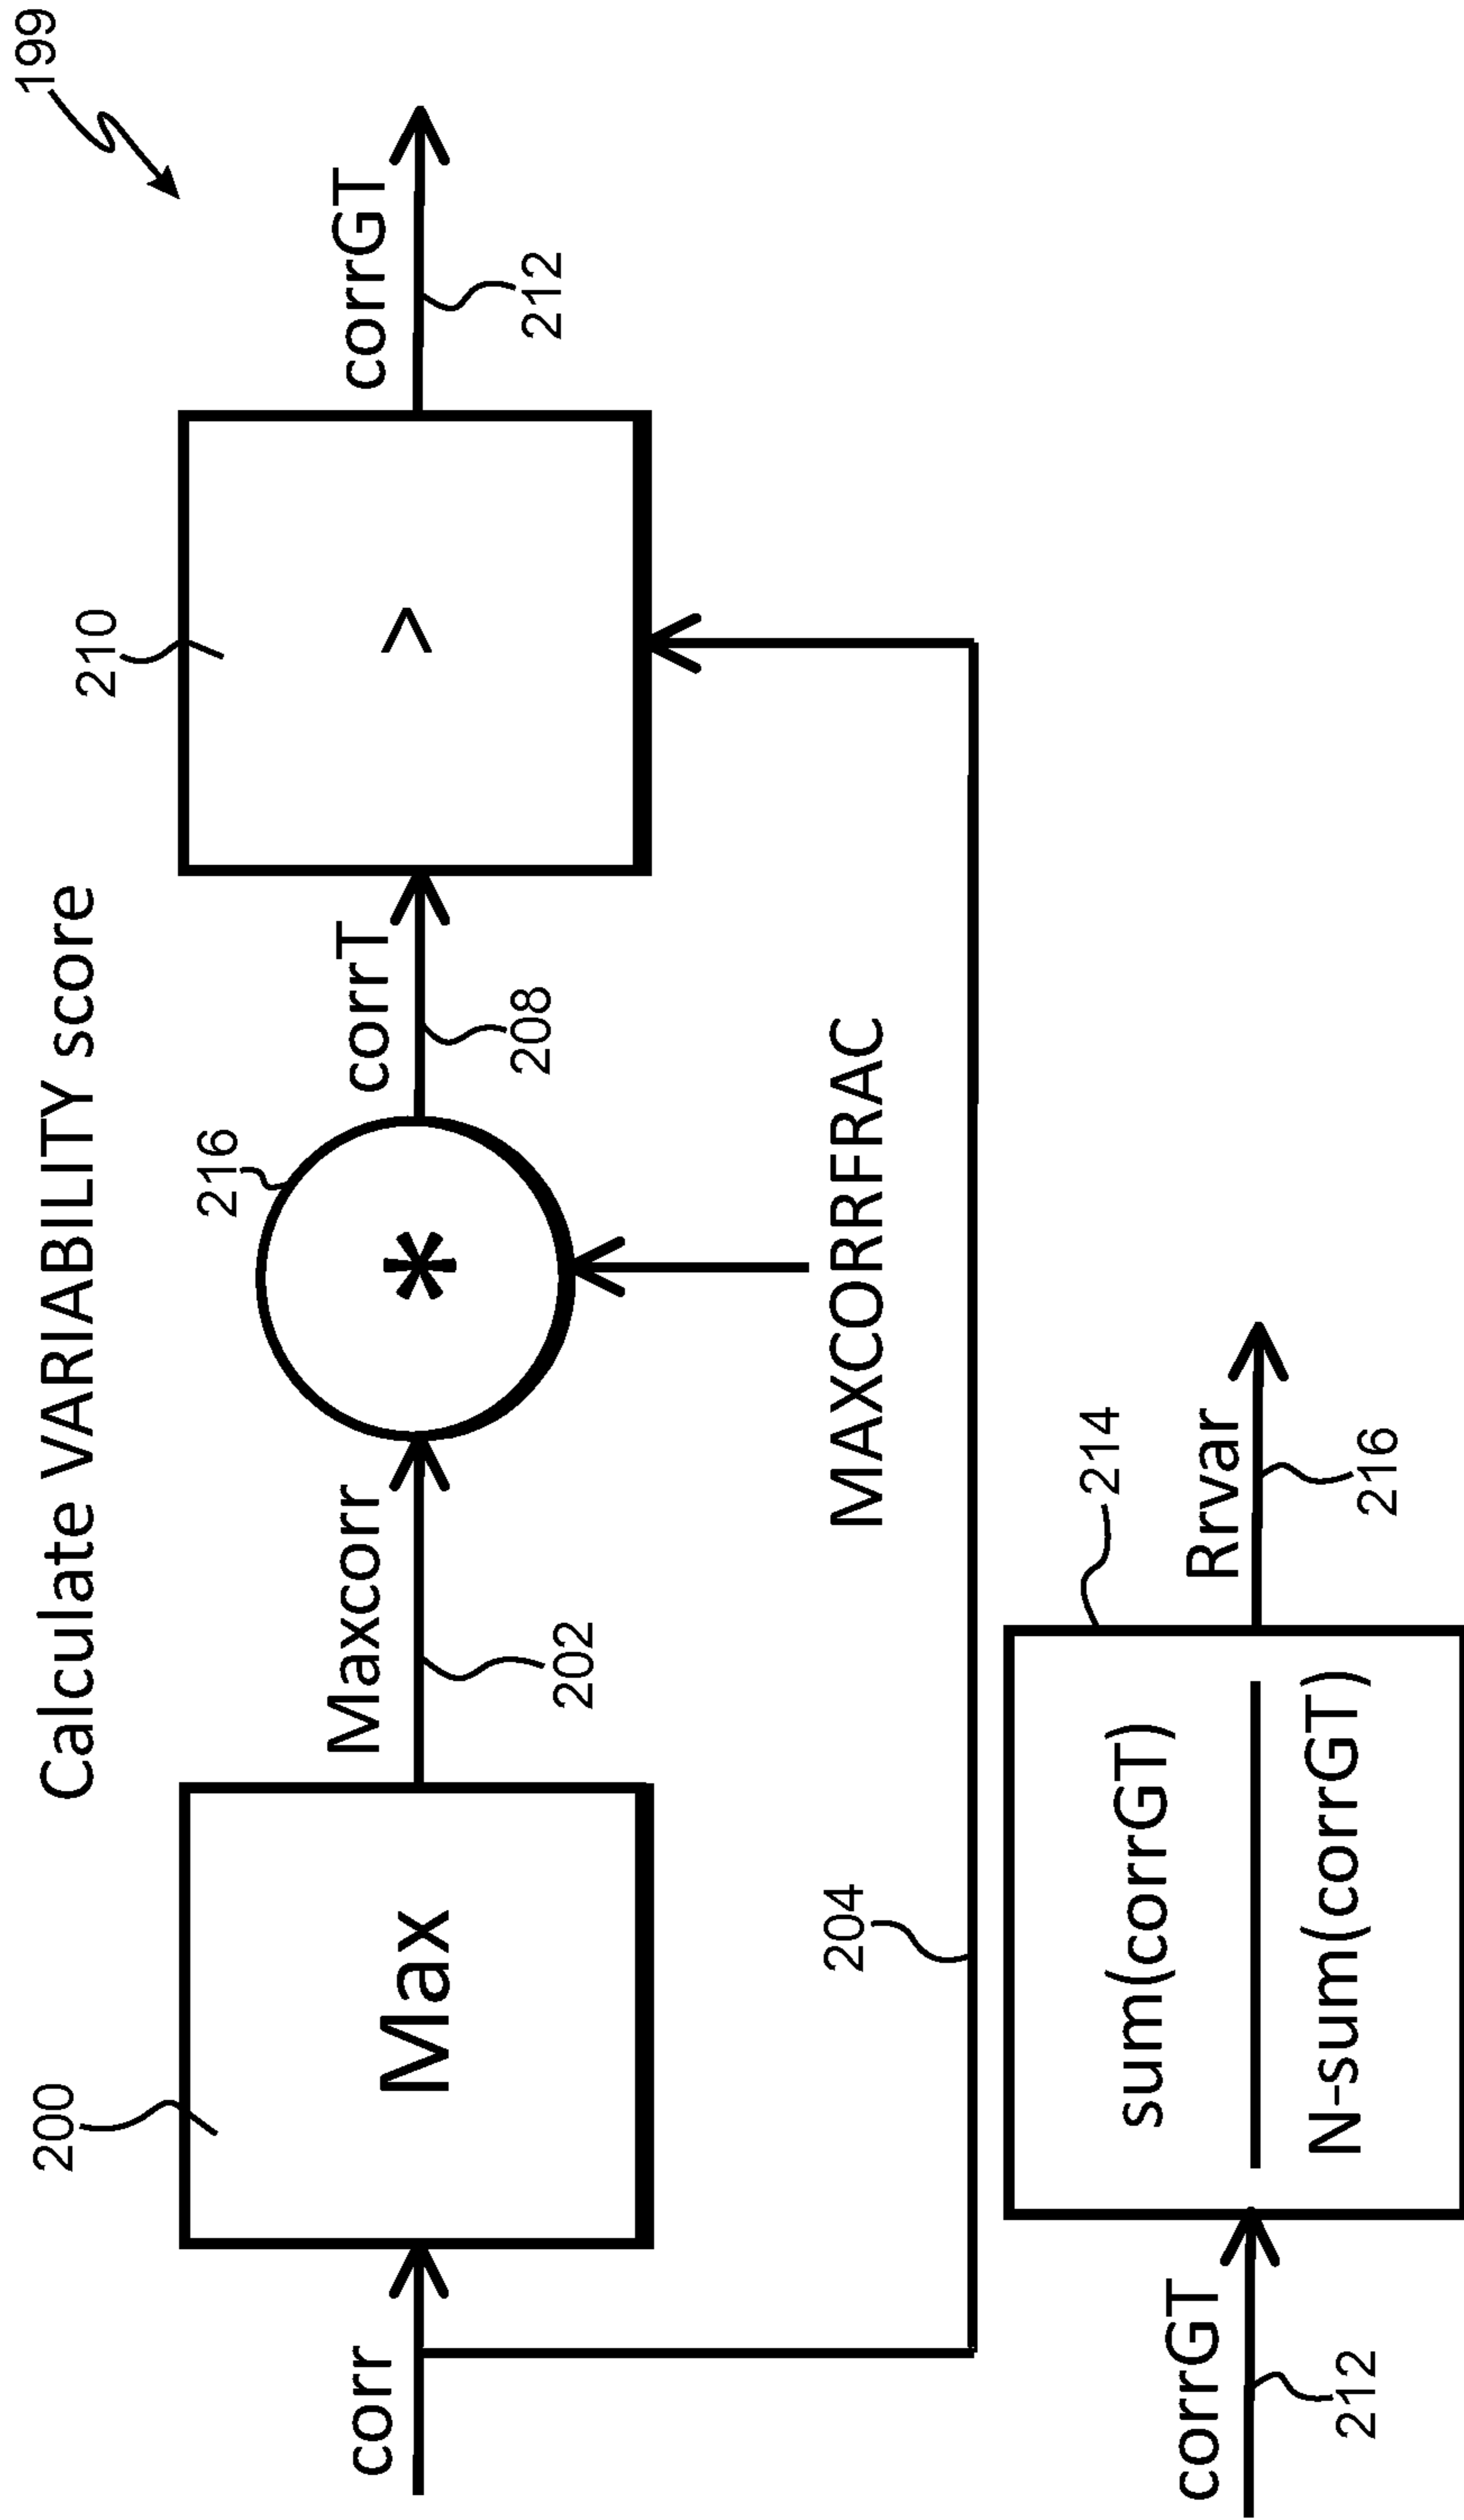 Calculate VARIABILITY score
199
200
216
210
corr
Max
Maxcorr
*
corrT
>
corrGT
202
208
212
204
MAXCORRFRAC
corrGT
sum(corrGT)
N-sum(corrGT)
214
Rrvar
212
216